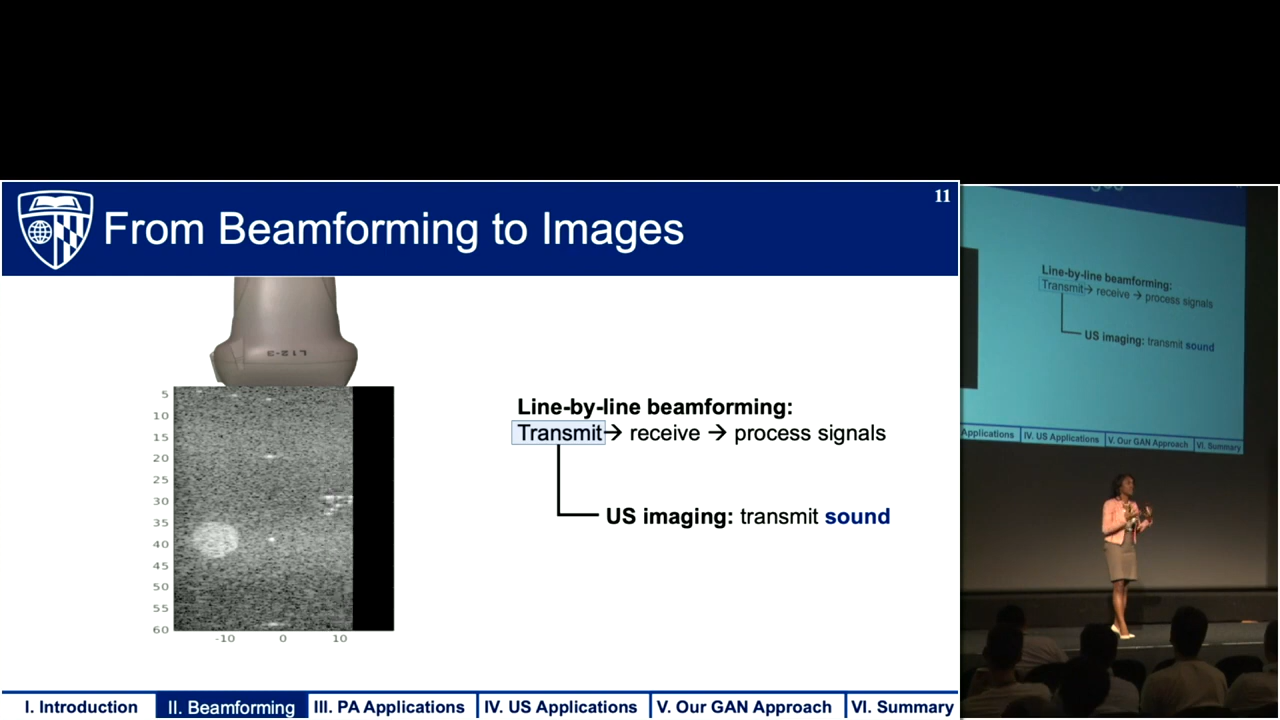 11
From Beamforming to Images
L12-3
5
10
15
20
25
30
35
40
45
50
55
60
-10
0
10
Line-by-line beamforming:
Transmit→ receive → process signals
US imaging: transmit sound
I. Introduction
II. Beamforming
III. PA Applications
IV. US Applications
V. Our GAN Approach
VI. Summary
Line-by-line beamforming:
Transmit→ receive → process signals
US imaging: transmit sound
Applications
IV. US Applications
V. Our GAN Approach
VI. Summary